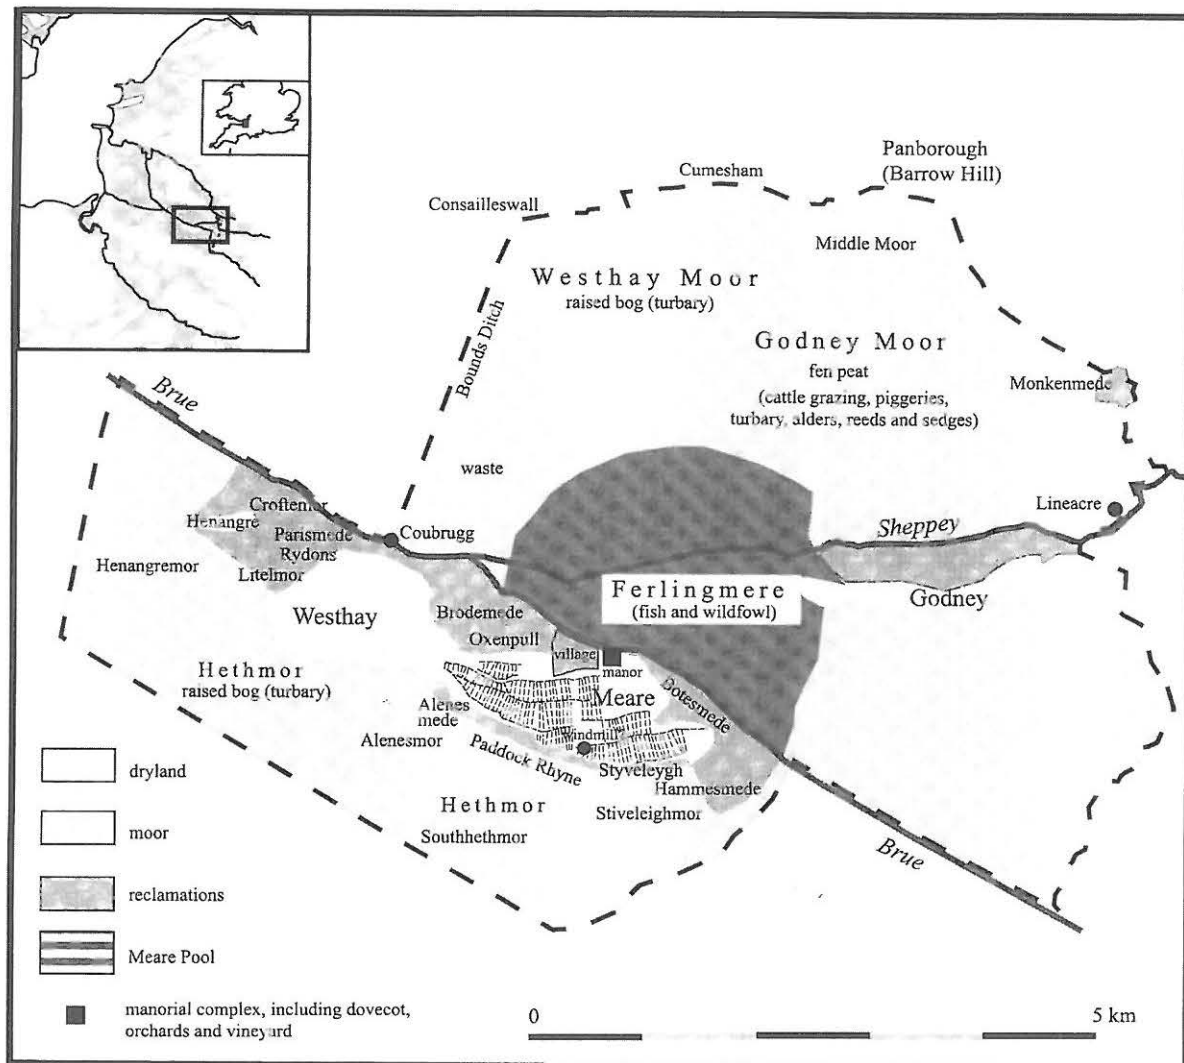 Panborough
(Barrow Hill)
Cumesham
Consailleswall
Middle Moor
Westhay Moor
raised bog (turbary)
Bounds Ditch
Godney Moor
fen peat
(cattle grazing, piggeries,
turbary, alders, reeds and sedges)
Monkenmede
Brue
waste
Croftemor
Henangre
Parismede
Rydons
Litelmor
Henangremor
Coubrugg
Lineacre
Sheppey
Ferlingmere
(fish and wildfowl)
Godney
Westhay
Brodemede
Oxenpull
village
manor
Hethmor
raised bog (turbary)
Meare
Botesmede
Alenes
mede
Alenesmor
windmill
Paddock Rhyne
Styveleygh
Hammesmede
Hethmor
Stiveleighmor
Southhethmor
Brue
dryland
moor
reclamations
Meare Pool
manorial complex, including dovecot,
orchards and vineyard
0
5 km